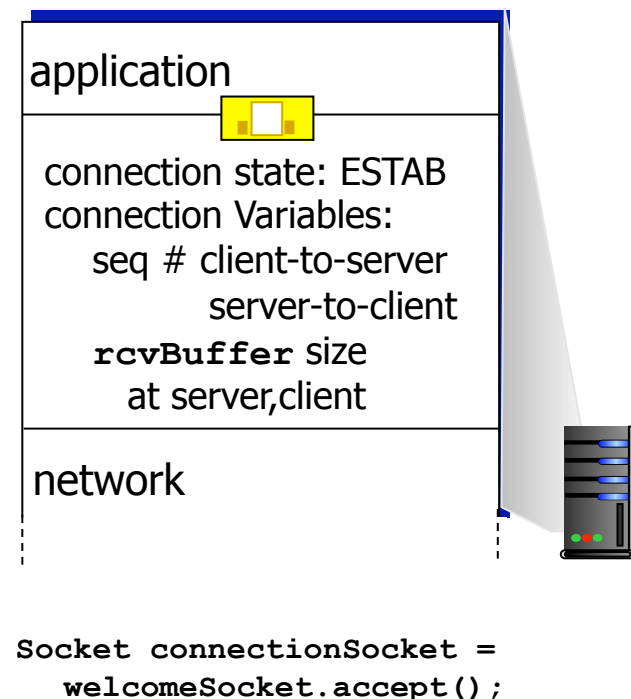 application
connection state: ESTAB
connection Variables:
seq # client-to-server
server-to-client
rcvBuffer size
at server,client
network
Socket connectionSocket =
welcomeSocket.accept();